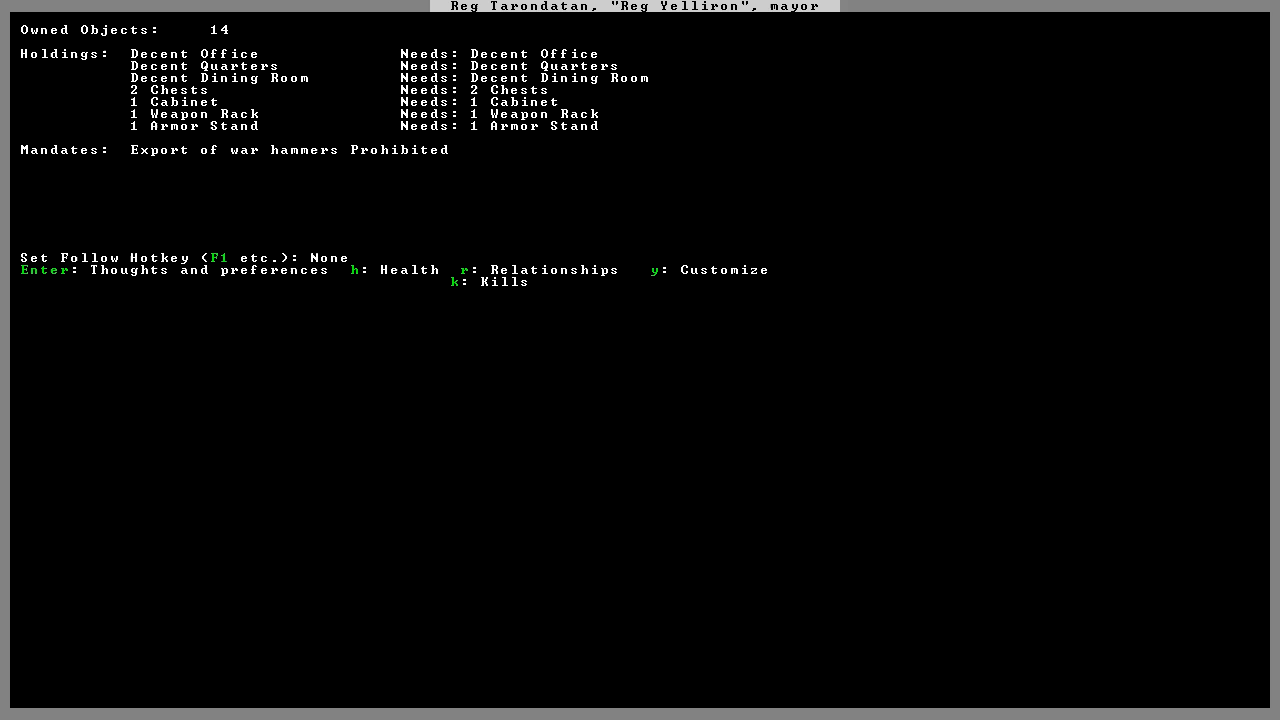 Reg Tarondatan, "Reg Yelliron", mayor
Owned Objects: 14
Holdings: Decent Office Needs: Decent Office
Decent Quarters Needs: Decent Quarters
Decent Dining Room Needs: Decent Dining Room
2 Chests Needs: 2 Chests
1 Cabinet Needs: 1 Cabinet
1 Weapon Rack Needs: 1 Weapon Rack
1 Armor Stand Needs: 1 Armor Stand
Mandates: Export of war hammers Prohibited
Set Follow Hotkey (F1 etc.): None
Enter: Thoughts and preferences h: Health r: Relationships y: Customize
k: Kills